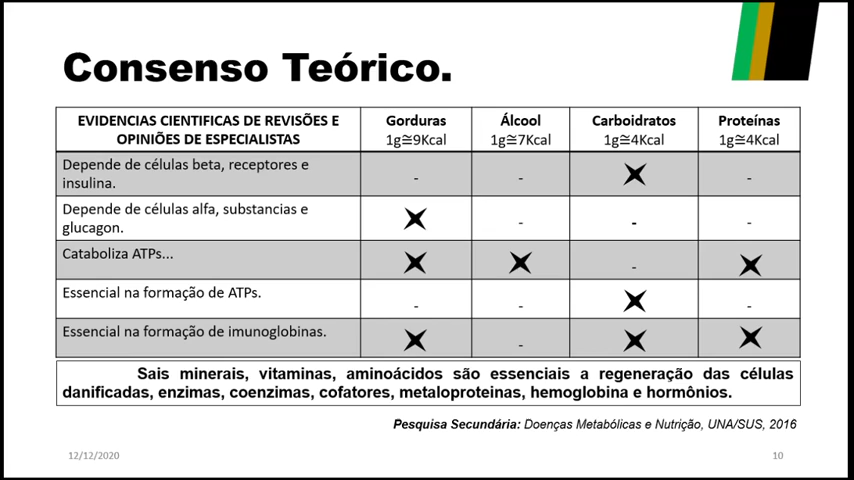 Consenso Teórico.
EVIDENCIAS CIENTIFICAS DE REVISÕES E OPINIÕES DE ESPECIALISTAS | Gorduras 1g≅9Kcal | Álcool 1g≅7Kcal | Carboidratos 1g≅4Kcal | Proteínas 1g≅4Kcal
Depende de células beta, receptores e insulina. | - | - | ✕ | -
Depende de células alfa, substancias e glucagon. | ✕ | - | - | -
Cataboliza ATPs... | ✕ | ✕ | - | ✕
Essencial na formação de ATPs. | - | - | ✕ | -
Essencial na formação de imunoglobinas. | ✕ | - | ✕ | ✕
Sais minerais, vitaminas, aminoácidos são essenciais a regeneração das células
danificadas, enzimas, coenzimas, cofatores, metaloproteinas, hemoglobina e hormônios.
Pesquisa Secundária: Doenças Metabólicas e Nutrição, UNA/SUS, 2016
12/12/2020
10